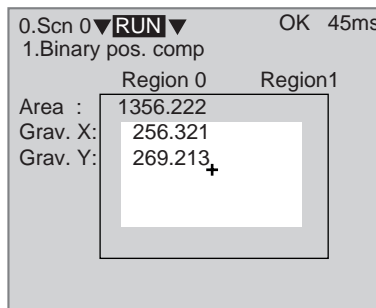 0.Scn 0▼RUN▼ OK 45ms
1.Binary pos. comp
Region 0 Region1
Area : 1356.222
Grav. X: 256.321
Grav. Y: 269.213